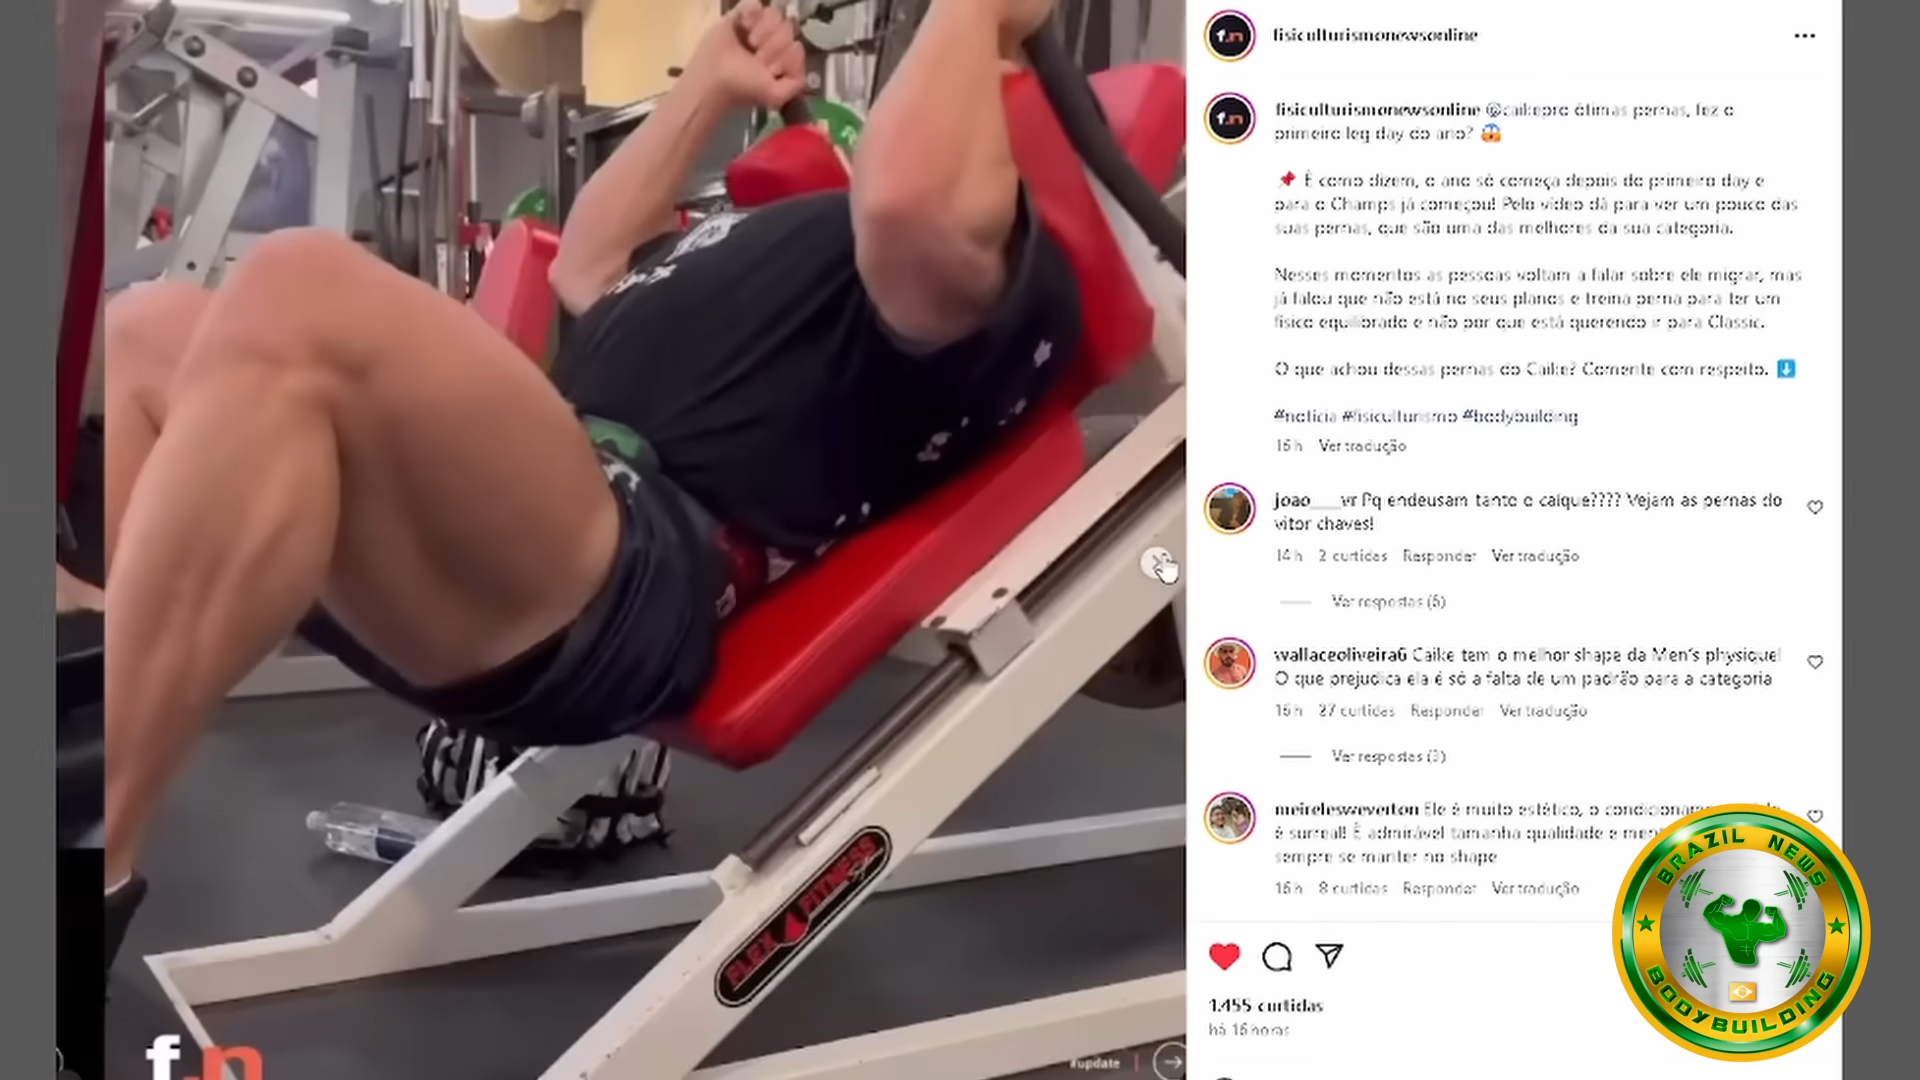 fisiculturismonewsonline
fisiculturismonewsonline @caikepro ótimas pernas, fez o
primeiro leg day do ano? 😱
📌 É como dizem, o ano só começa depois do primeiro day e
para o Champs já começou! Pelo vídeo dá para ver um pouco das
suas pernas, que são uma das melhores da sua categoria.
Nesses momentos as pessoas voltam a falar sobre ele migrar, mas
já falou que não está no seus planos e treina perna para ter um
físico equilibrado e não por que está querendo ir para Classic.
O que achou dessas pernas do Caike? Comente com respeito. ⬇️
#noticia #fisiculturismo #bodybuilding
16 h Ver tradução
joao___vr Pq endeusam tanto o caique???? Vejam as pernas do
vitor chaves!
14 h 2 curtidas Responder Ver tradução
Ver respostas (6)
wallaceoliveira6 Caike tem o melhor shape da Men's physique!
O que prejudica ela é só a falta de um padrão para a categoria
16 h 27 curtidas Responder Ver tradução
Ver respostas (3)
meirelesweverton Ele é muito estético, o
é surreal! É admirável tamanha qualidade e
sempre se manter no shape
16 h 8 curtidas Responder Ver tradução
1.455 curtidas
há 16 horas
BRAZIL NEWS
BODYBUILDING
FLEX FITNESS
f.n
#update